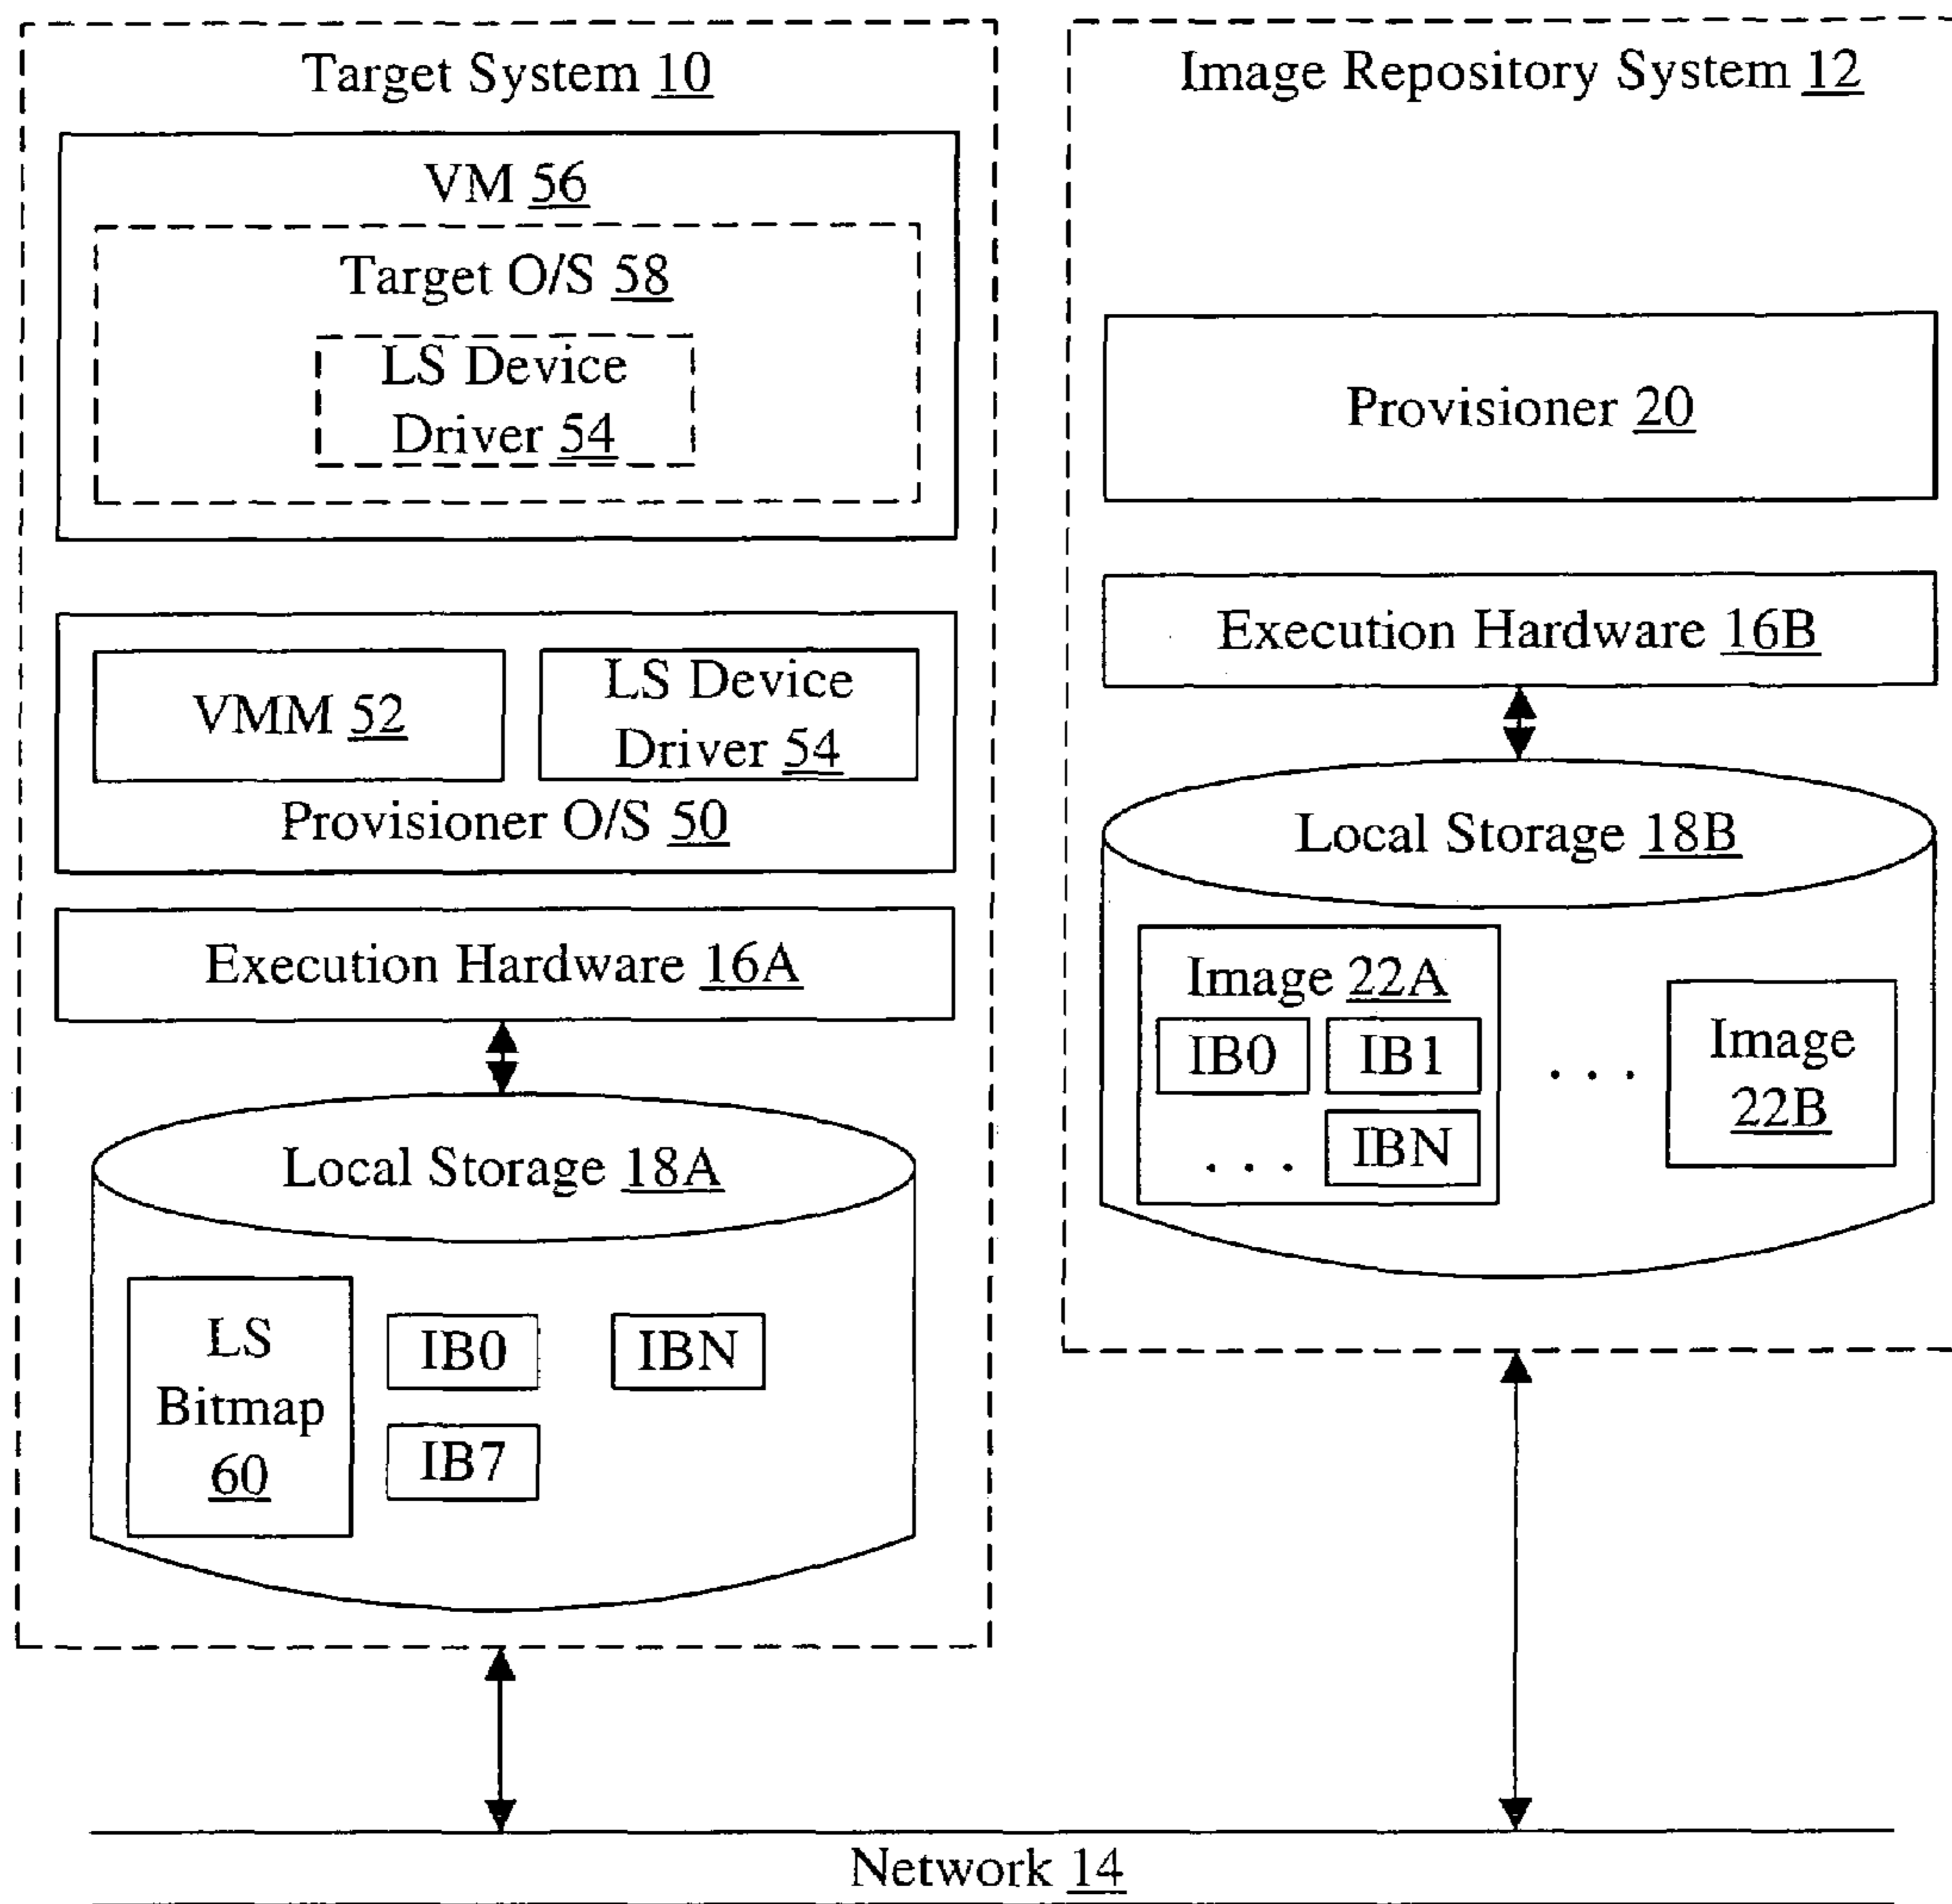 Target System 10
VM 56
Target O/S 58
LS Device
Driver 54
VMM 52
LS Device
Driver 54
Provisioner O/S 50
Execution Hardware 16A
Local Storage 18A
LS
Bitmap
60
IB0
IBN
IB7
Image Repository System 12
Provisioner 20
Execution Hardware 16B
Local Storage 18B
Image 22A
IB0
IB1
. . .
IBN
. . .
Image
22B
Network 14